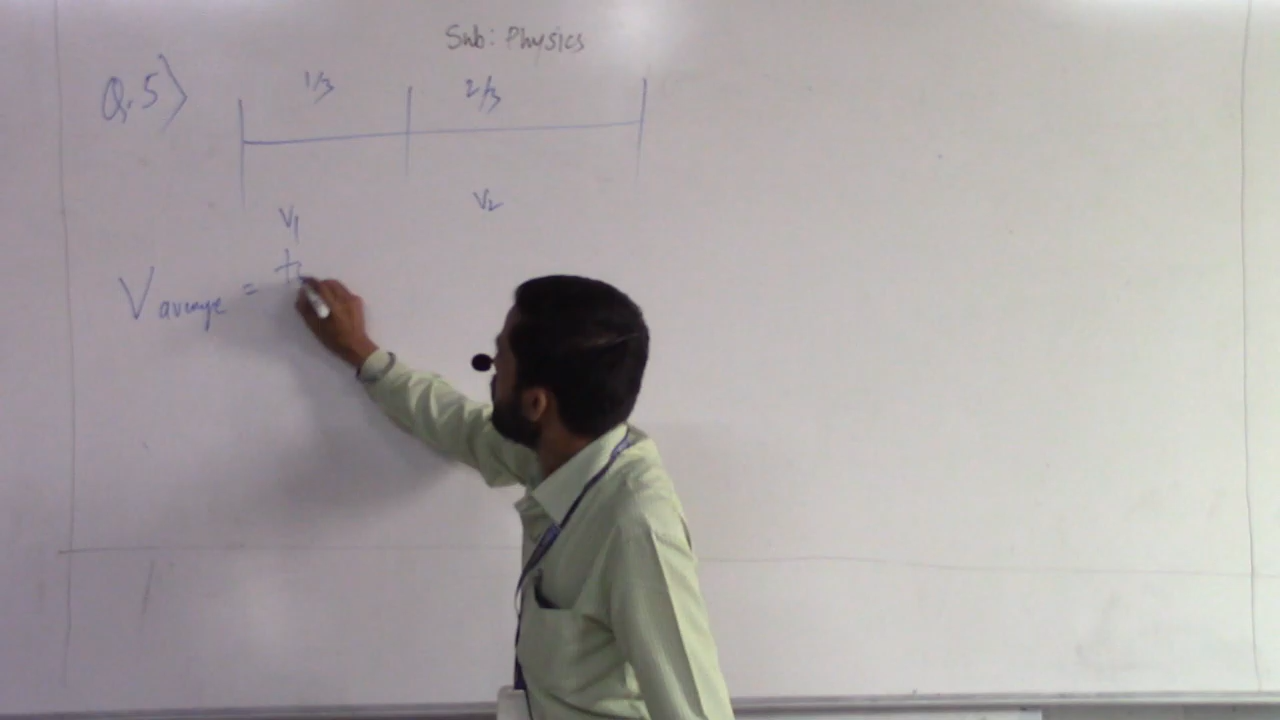 Sub: Physics
Q.5)
1/3 2/3
V1 V2
Vaverage =